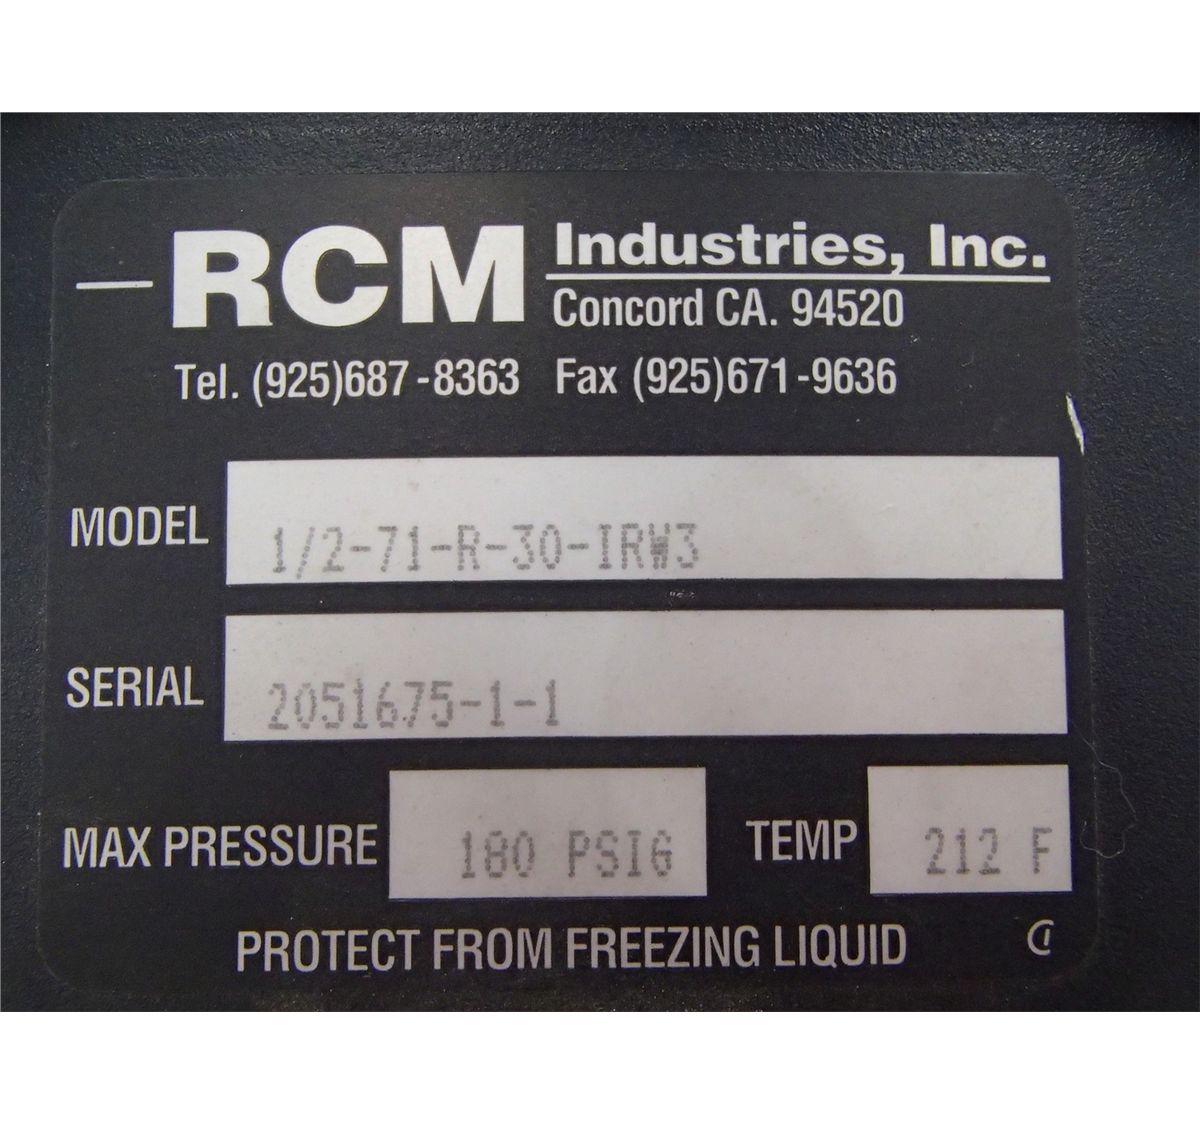 RCM Industries, Inc.
Concord CA. 94520
Tel. (925)687-8363 Fax (925)671-9636
MODEL 1/2-71-R-30-IRW3
SERIAL 2051675-1-1
MAX PRESSURE 180 PSIG TEMP 212 F
PROTECT FROM FREEZING LIQUID